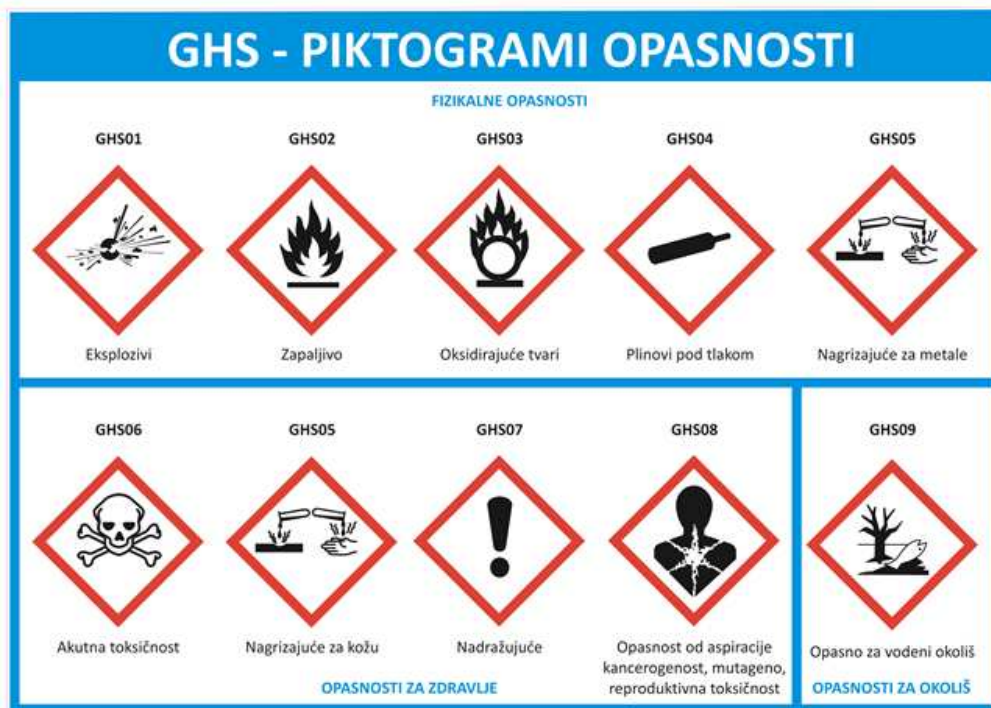 GHS - PIKTOGRAMI OPASNOSTI
FIZIKALNE OPASNOSTI
GHS01
GHS02
GHS03
GHS04
GHS05
Eksplozivi
Zapaljivo
Oksidirajuće tvari
Plinovi pod tlakom
Nagrizajuće za metale
GHS06
GHS05
GHS07
GHS08
GHS09
Akutna toksičnost
Nagrizajuće za kožu
Nadražujuće
Opasnost od aspiracije
kancerogenost, mutageno,
reproduktivna toksičnost
Opasno za vodeni okoliš
OPASNOSTI ZA ZDRAVLJE
OPASNOSTI ZA OKOLIŠ